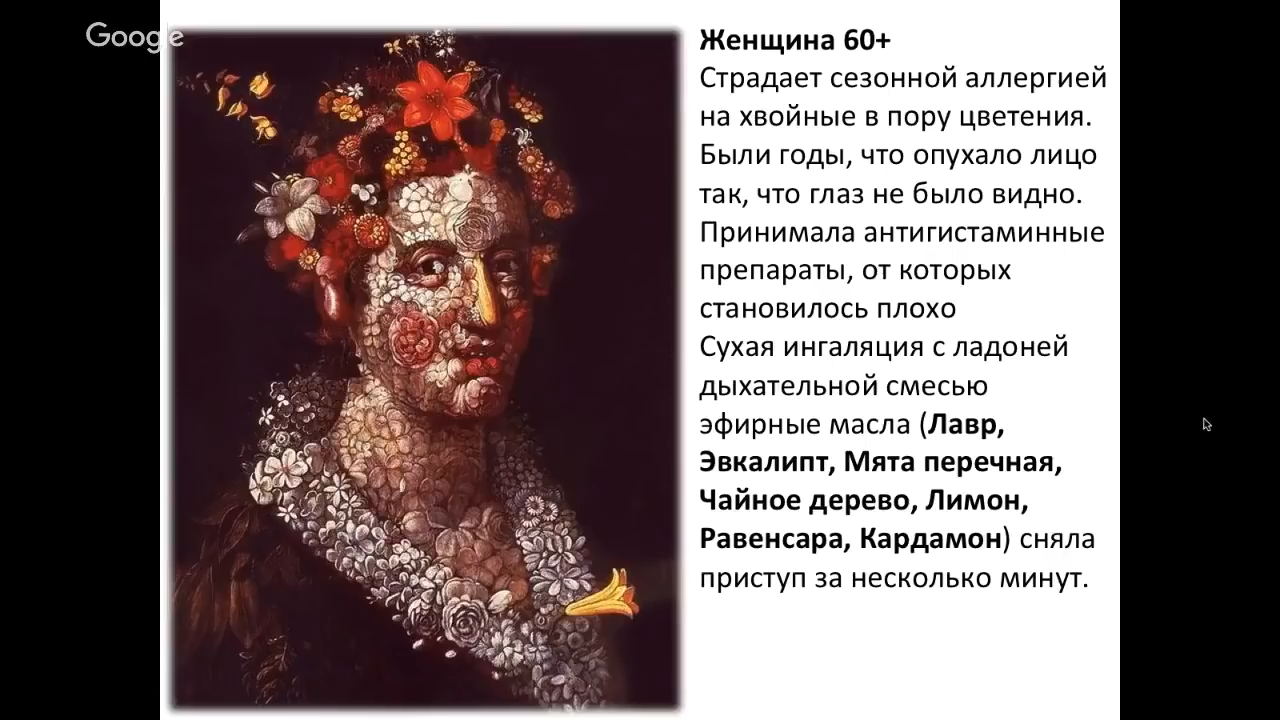 Google
Женщина 60+
Страдает сезонной аллергией
на хвойные в пору цветения.
Были годы, что опухало лицо
так, что глаз не было видно.
Принимала антигистаминные
препараты, от которых
становилось плохо
Сухая ингаляция с ладоней
дыхательной смесью
эфирные масла (Лавр,
Эвкалипт, Мята перечная,
Чайное дерево, Лимон,
Равенсара, Кардамон) сняла
приступ за несколько минут.